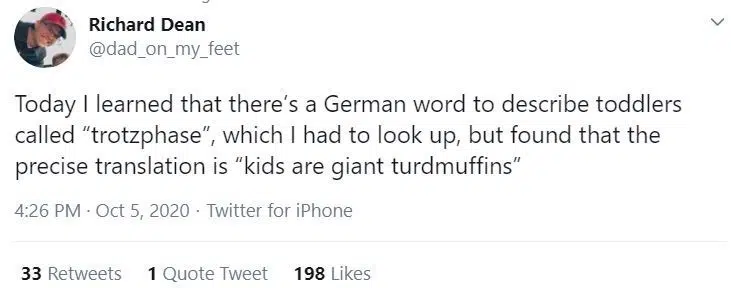 Richard Dean
@dad_on_my_feet
Today I learned that there's a German word to describe toddlers
called “trotzphase”, which I had to look up, but found that the
precise translation is “kids are giant turdmuffins”
4:26 PM · Oct 5, 2020 · Twitter for iPhone
33 Retweets 1 Quote Tweet 198 Likes